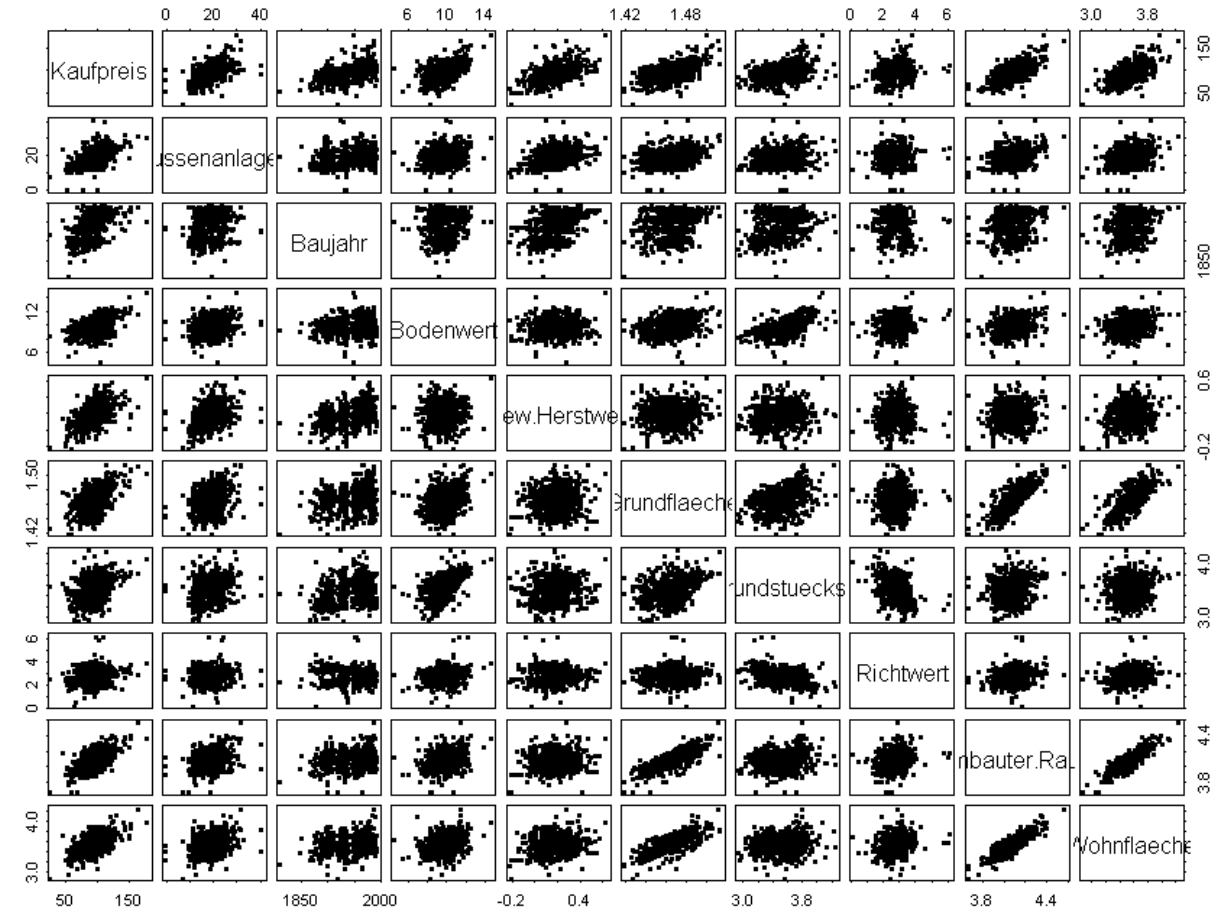 0 20 40 6 10 14 1.42 1.48 0 2 4 6 3.0 3.8
Kaufpreis 50 150
0 20 ussenanlage
Baujahr 1850
6 12 Bodenwert
ew.Herstwe -0.2 0.6
1.42 1.50 Grundflaeche
undstuecks 3.0 4.0
0 2 4 6 Richtwert
nbauter.Ra 3.8 4.4
3.0 4.0 Wohnflaeche
50 150 1850 2000 -0.2 0.4 3.0 3.8 3.8 4.4